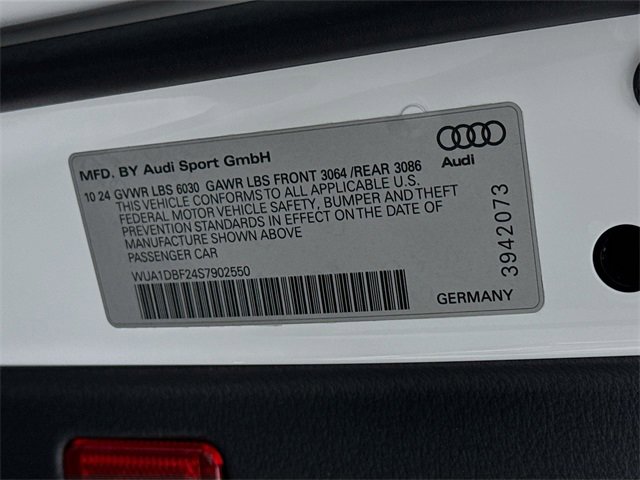 MFD. BY Audi Sport GmbH
10 24 GVWR LBS 6030 GAWR LBS FRONT 3064 /REAR 3086
THIS VEHICLE CONFORMS TO ALL APPLICABLE U.S.
FEDERAL MOTOR VEHICLE SAFETY, BUMPER AND THEFT
PREVENTION STANDARDS IN EFFECT ON THE DATE OF
MANUFACTURE SHOWN ABOVE
PASSENGER CAR
WUA1DBF24S7902550
Audi
3942073
GERMANY